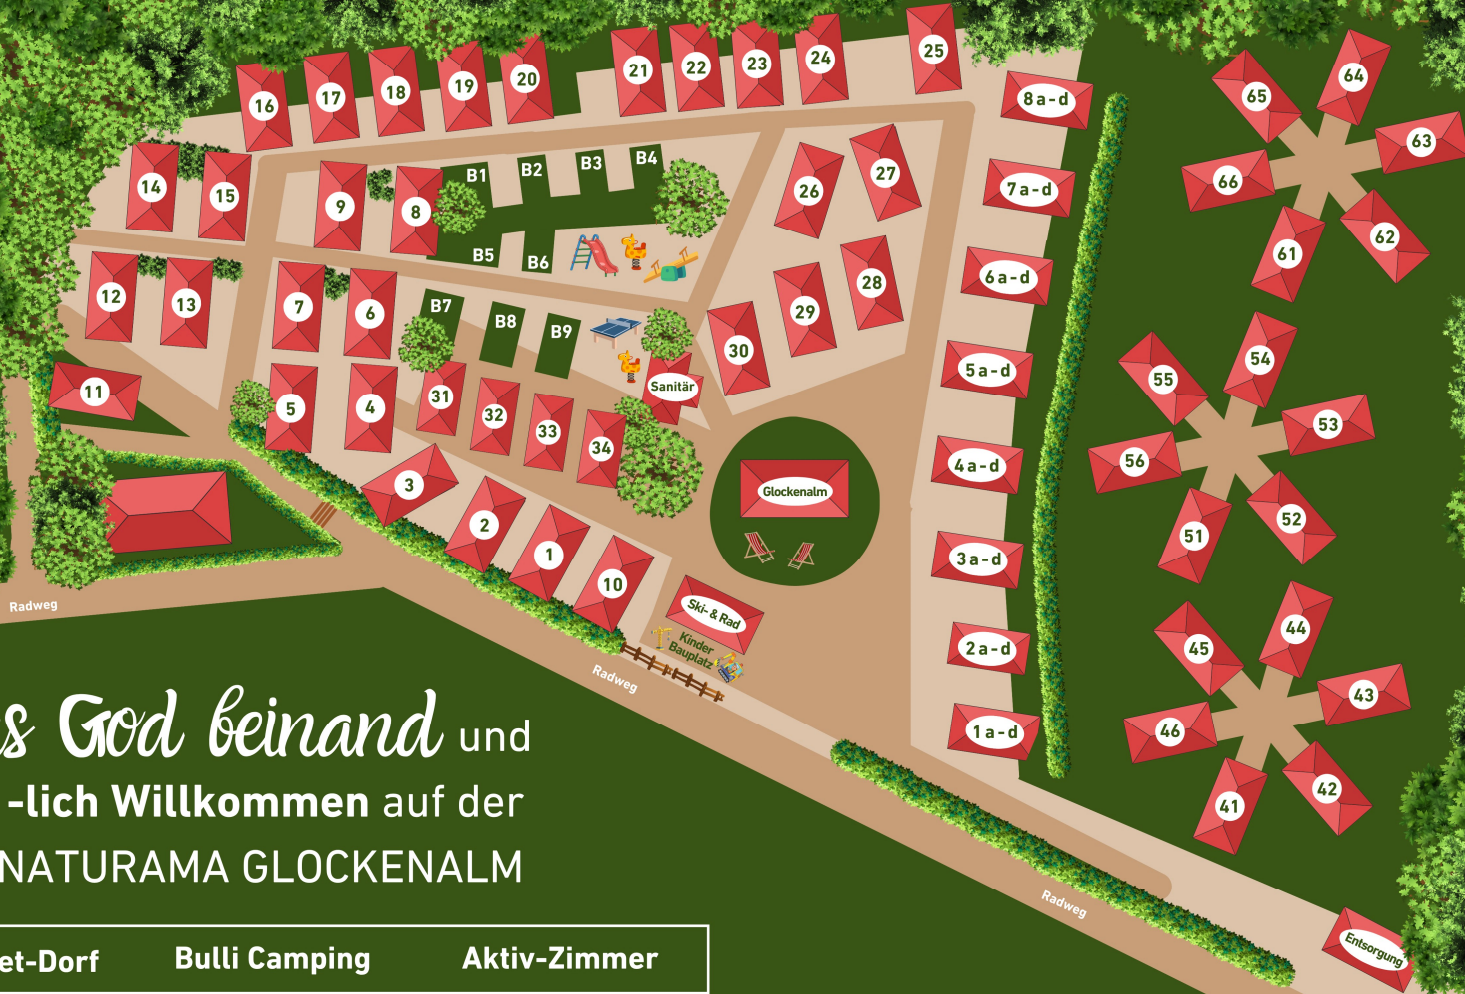 64
65
63
66
62
61
25
24
23
22
21
20
19
18
17
16
8 a - d
14
15
9
8
B1
B2
B3
B4
B5
B6
26
27
7 a - d
12
13
7
6
B7
B8
B9
28
29
30
6 a - d
11
5
4
31
32
33
34
Sanitär
5 a - d
54
55
53
56
52
51
3
2
1
10
Glockenalm
4 a - d
3 a - d
Ski- & Rad
Kinder
Bauplatz
2 a - d
1 a - d
44
45
43
46
42
41
Radweg
Radweg
Radweg
Entsorgung
God beinand und
-lich Willkommen auf der
NATURAMA GLOCKENALM
et-Dorf Bulli Camping Aktiv-Zimmer